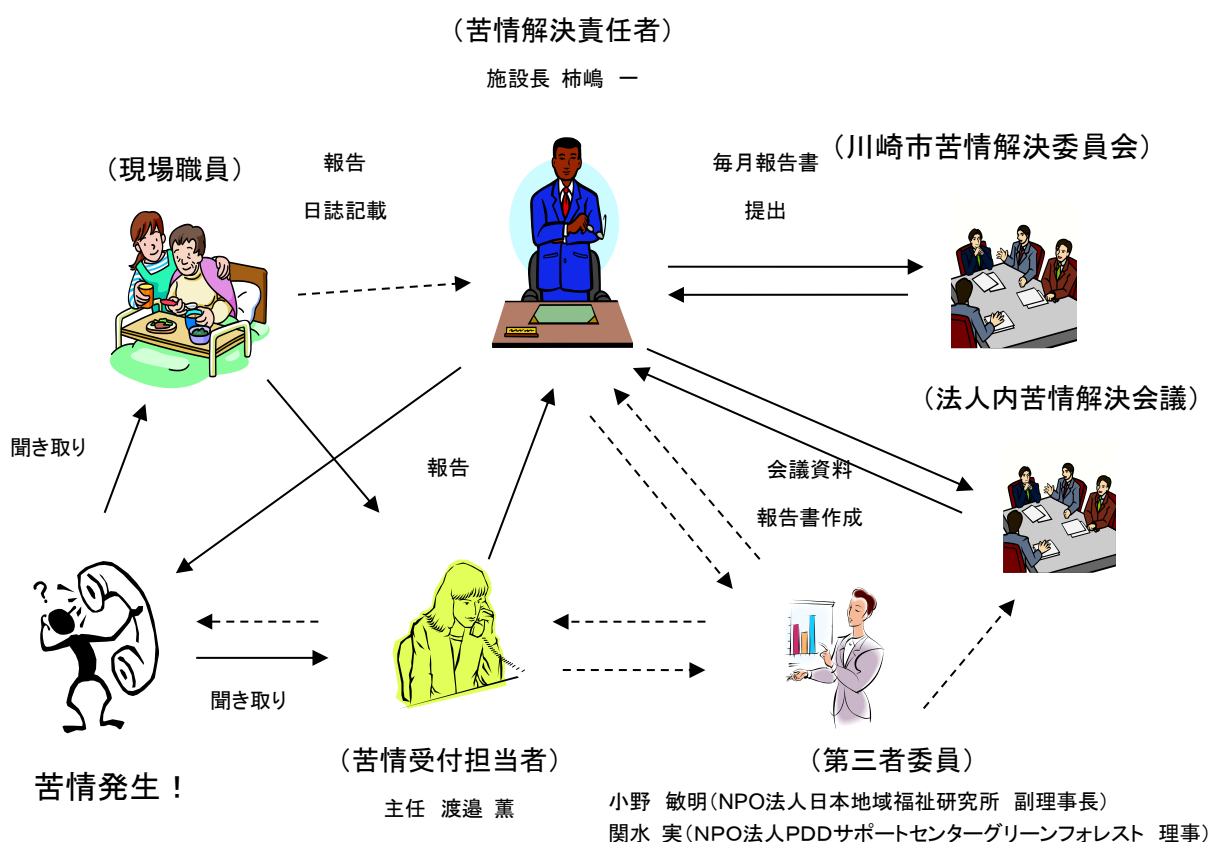 （苦情解決責任者）
施設長 柿嶋 一
（川崎市苦情解決委員会）
（現場職員）
報告
日誌記載
毎月報告書
提出
（法人内苦情解決会議）
聞き取り
報告
会議資料
報告書作成
?
聞き取り
苦情発生！
（苦情受付担当者）
主任 渡邉 薫
（第三者委員）
小野 敏明（NPO法人日本地域福祉研究所 副理事長）
関水 実（NPO法人PDDサポートセンターグリーンフォレスト 理事）